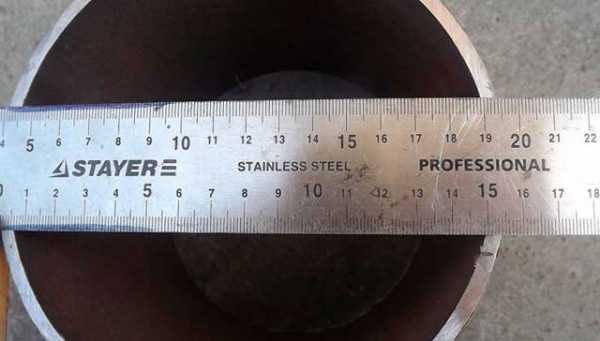 4 5 6 7 8 9 10 11 12 13 14 15 16 17 18 19 20 21 22
STAYER STAINLESS STEEL PROFESSIONAL
0 1 2 3 4 5 6 7 8 9 10 11 12 13 14 15 16 17 18